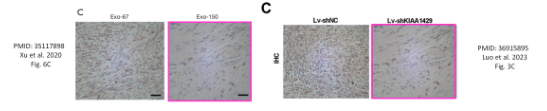 C
Exo-67
Exo-150
PMID: 35117898
Xu et al. 2020
Fig. 6C
C
Lv-shNC
Lv-shKIAA1429
IHC
PMID: 36915895
Luo et al. 2023
Fig. 3C